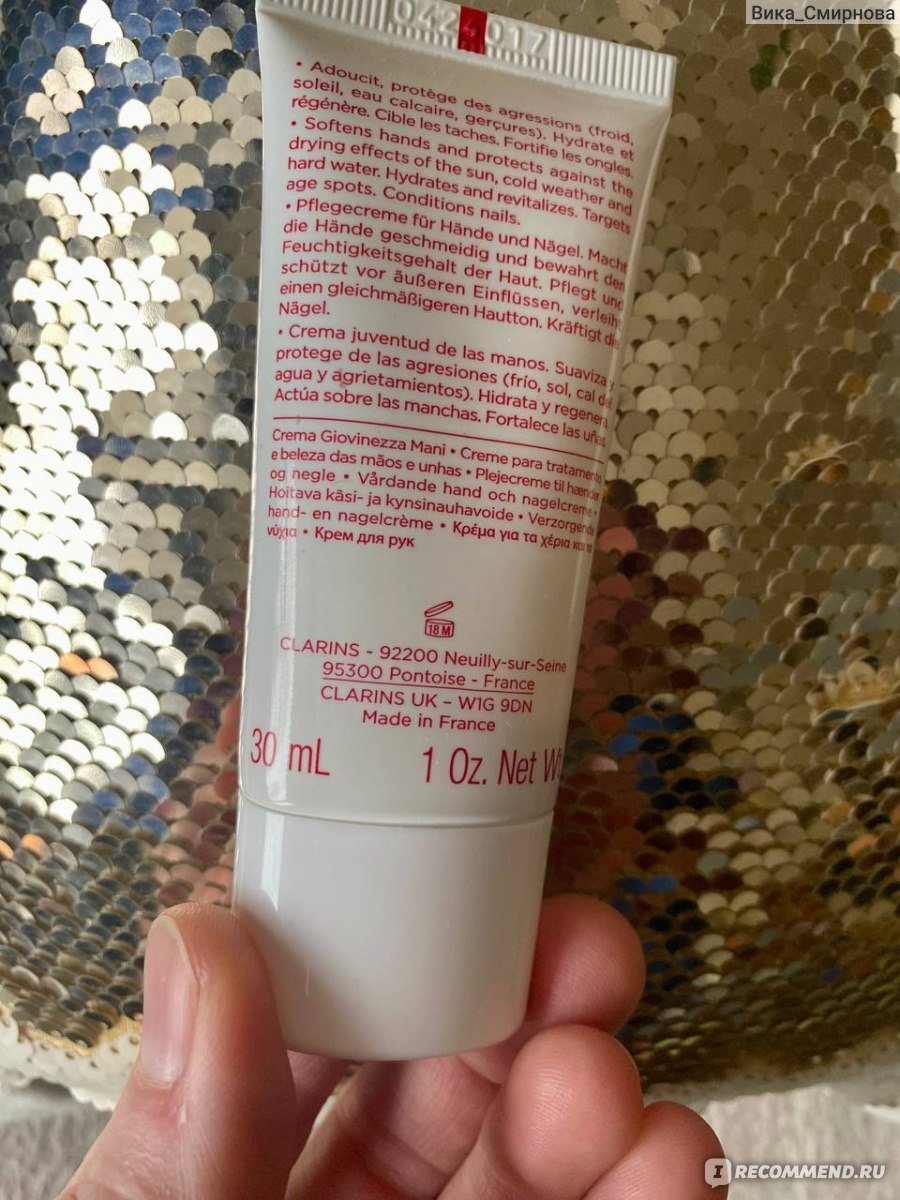 Вика_Смирнова
• Adoucit, protège des agressions (froid,
soleil, eau calcaire, gerçures). Hydrate et
régénère. Cible les taches. Fortifie les ongles.
• Softens hands and protects against the
drying effects of the sun, cold weather and
hard water. Hydrates and revitalizes. Targets
age spots. Conditions nails.
• Pflegecreme für Hände und Nägel. Macht
die Hände geschmeidig und bewahrt den
Feuchtigkeitsgehalt der Haut. Pflegt und
schützt vor äußeren Einflüssen, verleiht
einen gleichmäßigeren Hautton. Kräftigt die
Nägel.
• Crema juventud de las manos. Suaviza y
protege de las agresiones (frío, sol, cal del
agua y agrietamientos). Hidrata y regenera.
Actúa sobre las manchas. Fortalece las uñas.
Crema Giovinezza Mani • Creme para tratamento
e beleza das mãos e unhas • Plejecreme til hænder
og negle • Vårdande hand och nagelcreme •
Hoitava käsi- ja kynsinauhavoide • Verzorgende
hand- en nagelcrème • Κρέμα για τα χέρια και τα
νύχια • Крем для рук
18 M
CLARINS - 92200 Neuilly-sur-Seine
95300 Pontoise - France
CLARINS UK - W1G 9DN
Made in France
30 mL 1 Oz. Net Wt
IRECOMMEND.RU